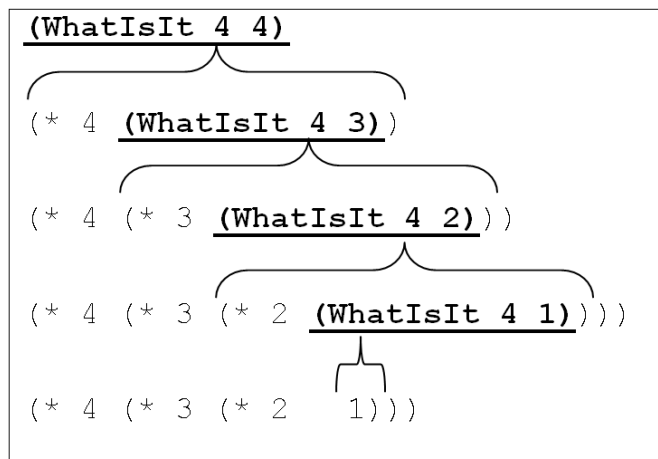 (WhatIsIt 4 4)
(* 4 (WhatIsIt 4 3))
(* 4 (* 3 (WhatIsIt 4 2)))
(* 4 (* 3 (* 2 (WhatIsIt 4 1))))
(* 4 (* 3 (* 2 1)))